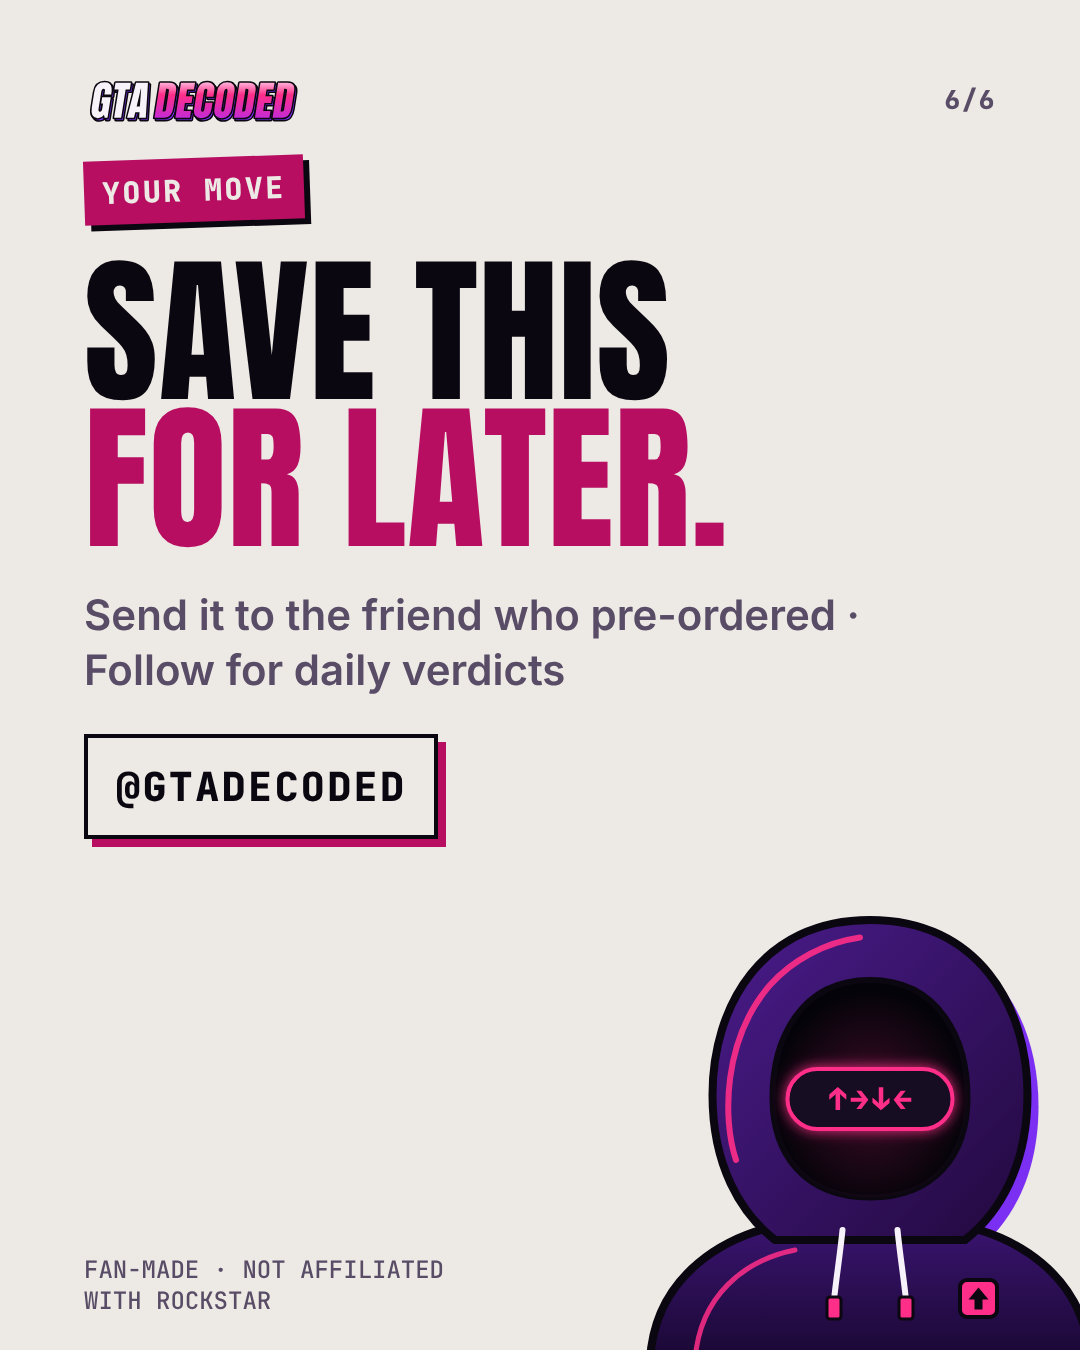 GTA DECODED
6/6
YOUR MOVE
SAVE THIS
FOR LATER.
Send it to the friend who pre-ordered ·
Follow for daily verdicts
@GTADECODED
↑→↓←
FAN-MADE · NOT AFFILIATED
WITH ROCKSTAR